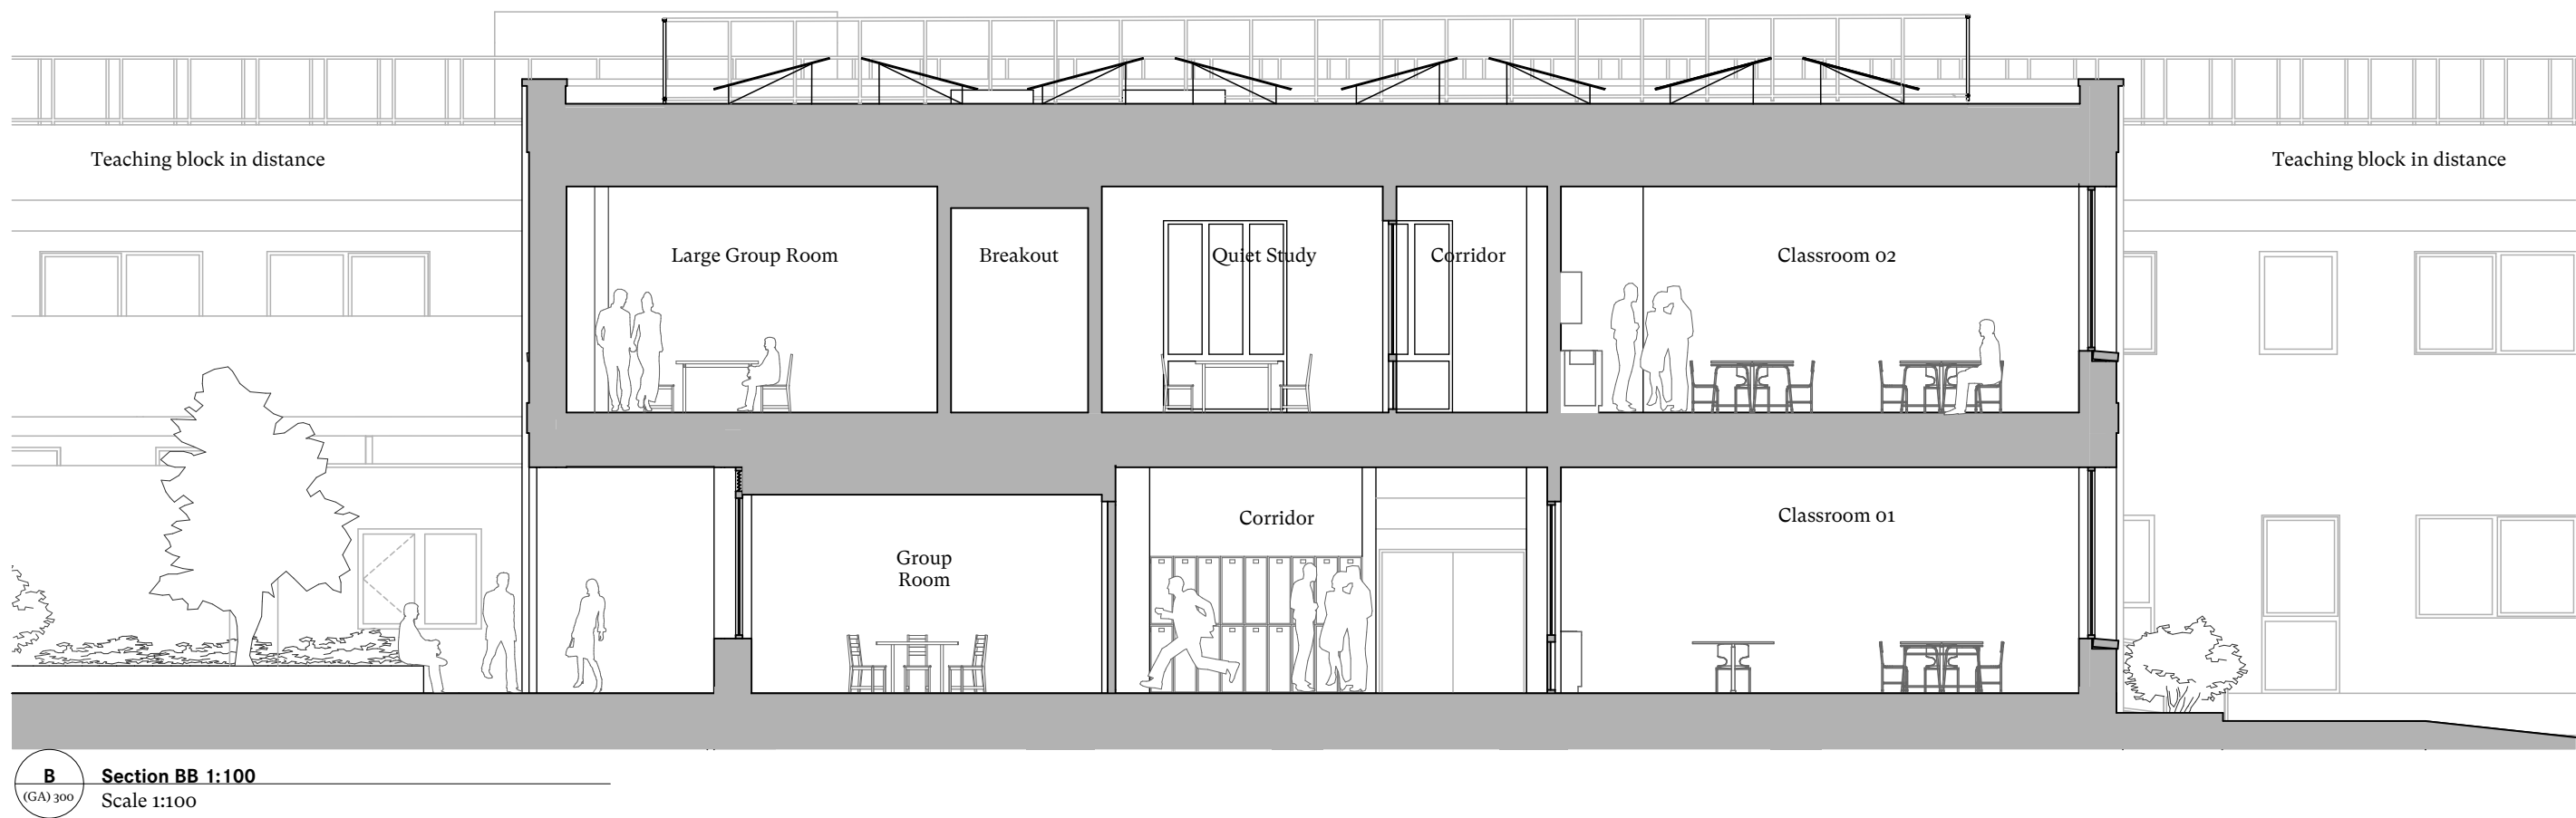 Teaching block in distance
Teaching block in distance
Large Group Room
Breakout
Quiet Study
Corridor
Classroom 02
Group
Room
Corridor
Classroom 01
B
(GA) 300
Section BB 1:100
Scale 1:100